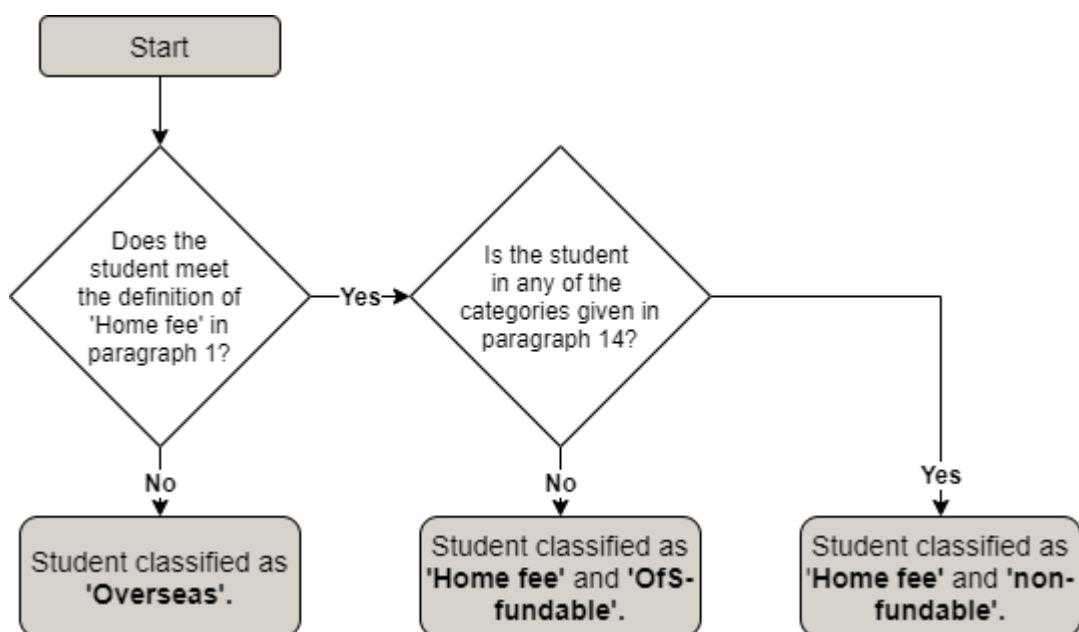 Start
Does the
student meet
the definition of
'Home fee' in
paragraph 1?
Yes
Is the student
in any of the
categories given in
paragraph 14?
No
No
Yes
Student classified as
'Overseas'.
Student classified as
'Home fee' and 'OfS-
fundable'.
Student classified as
'Home fee' and 'non-
fundable'.